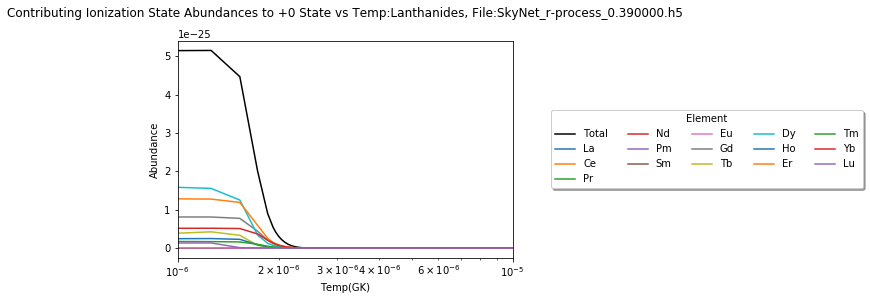 Contributing Ionization State Abundances to +0 State vs Temp:Lanthanides, File:SkyNet_r-process_0.390000.h5
1e−25
5
4
3
2
1
0
Abundance
10⁻⁶
2 × 10⁻⁶
3 × 10⁻⁶
4 × 10⁻⁶
6 × 10⁻⁶
10⁻⁵
Temp(GK)
Element
Total Nd Eu Dy Tm
La Pm Gd Ho Yb
Ce Sm Tb Er Lu
Pr